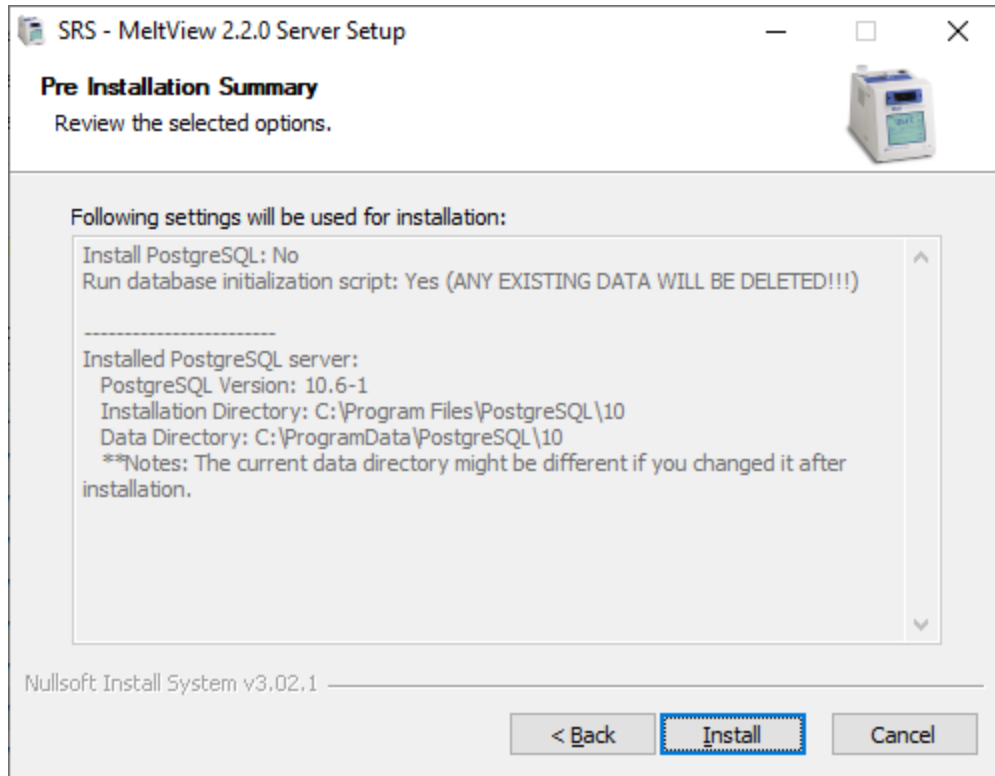 SRS - MeltView 2.2.0 Server Setup
Pre Installation Summary
Review the selected options.
Following settings will be used for installation:
Install PostgreSQL: No
Run database initialization script: Yes (ANY EXISTING DATA WILL BE DELETED!!!)
------------------------
Installed PostgreSQL server:
PostgreSQL Version: 10.6-1
Installation Directory: C:\Program Files\PostgreSQL\10
Data Directory: C:\ProgramData\PostgreSQL\10
**Notes: The current data directory might be different if you changed it after
installation.
Nullsoft Install System v3.02.1
< Back
Install
Cancel